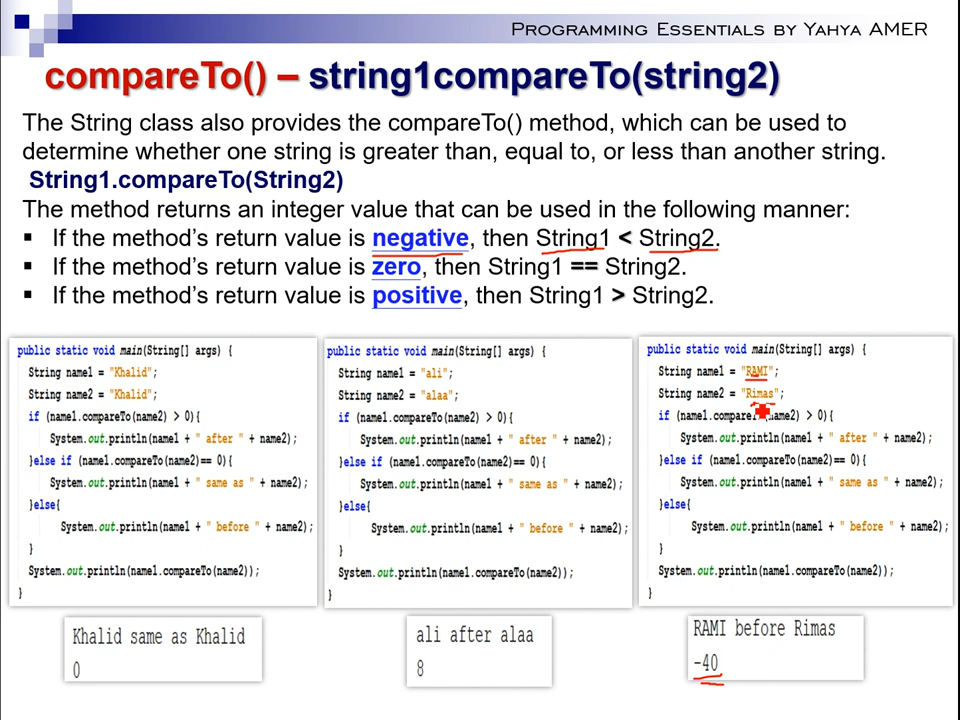 PROGRAMMING ESSENTIALS BY YAHYA AMER
compareTo() – string1compareTo(string2)
The String class also provides the compareTo() method, which can be used to
determine whether one string is greater than, equal to, or less than another string.
String1.compareTo(String2)
The method returns an integer value that can be used in the following manner:
▪ If the method's return value is negative, then String1 < String2.
▪ If the method's return value is zero, then String1 == String2.
▪ If the method's return value is positive, then String1 > String2.
public static void main(String[] args) {
String name1 = "Khalid";
String name2 = "Khalid";
if (name1.compareTo(name2) > 0){
System.out.println(name1 + " after " + name2);
}else if (name1.compareTo(name2)== 0){
System.out.println(name1 + " same as " + name2);
}else{
System.out.println(name1 + " before " + name2);
}
System.out.println(name1.compareTo(name2));
}
Khalid same as Khalid
0
public static void main(String[] args) {
String name1 = "ali";
String name2 = "alaa";
if (name1.compareTo(name2) > 0){
System.out.println(name1 + " after " + name2);
}else if (name1.compareTo(name2)== 0){
System.out.println(name1 + " same as " + name2);
}else{
System.out.println(name1 + " before " + name2);
}
System.out.println(name1.compareTo(name2));
}
ali after alaa
8
public static void main(String[] args) {
String name1 = "RAMI";
String name2 = "Rimas";
if (name1.compareTo(name2) > 0){
System.out.println(name1 + " after " + name2);
}else if (name1.compareTo(name2)== 0){
System.out.println(name1 + " same as " + name2);
}else{
System.out.println(name1 + " before " + name2);
}
System.out.println(name1.compareTo(name2));
}
RAMI before Rimas
-40